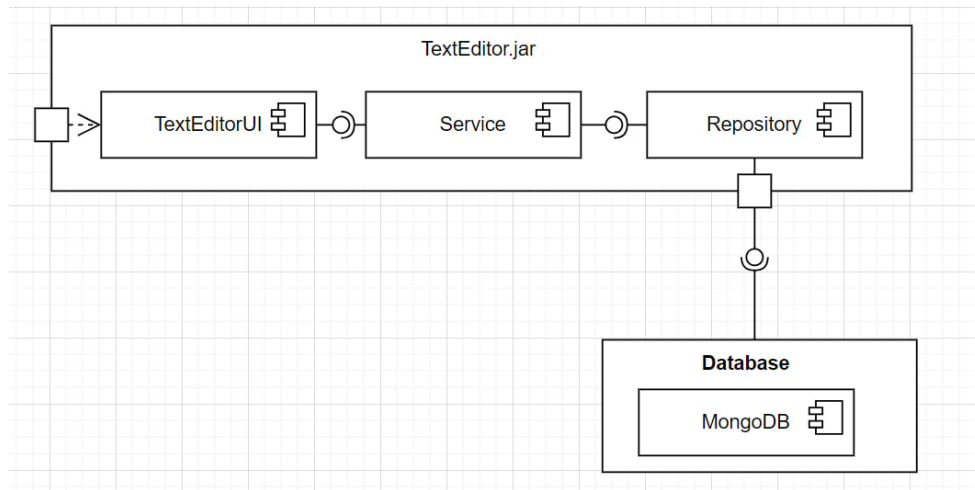 TextEditor.jar
TextEditorUI
Service
Repository
Database
MongoDB